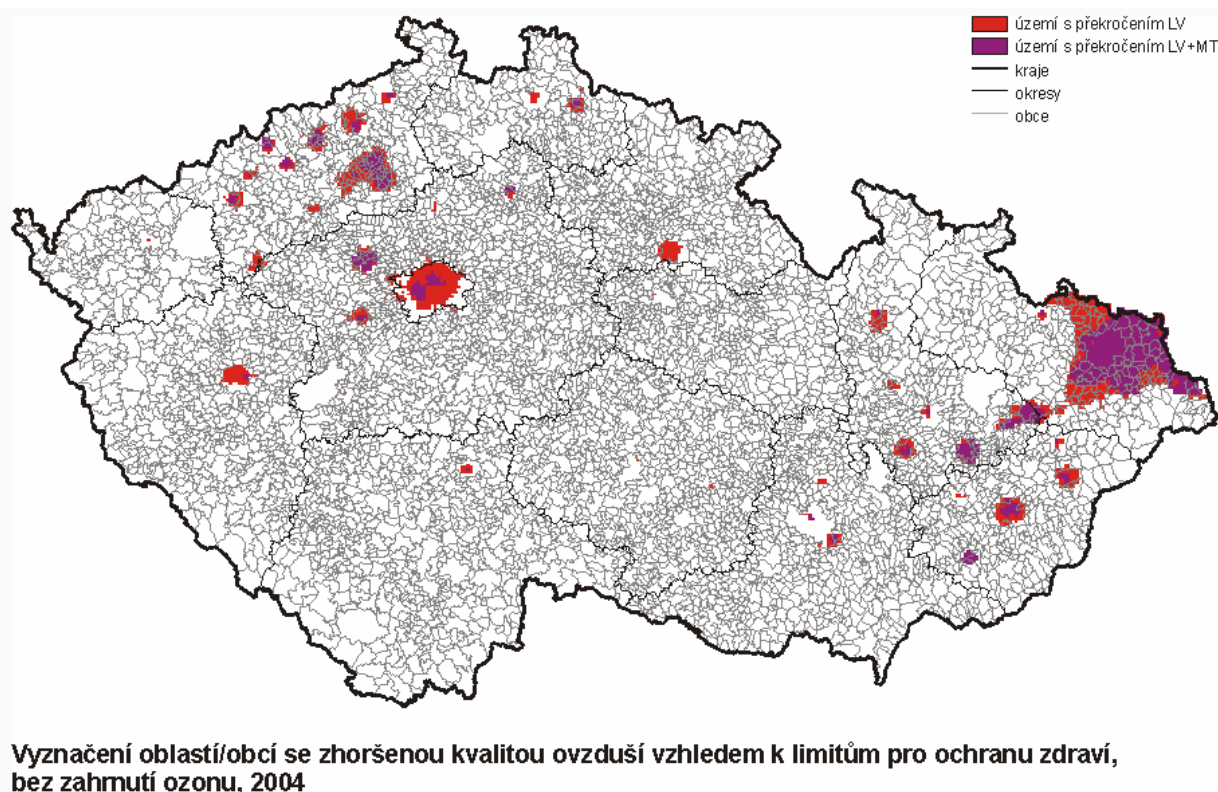 území s překročením LV
území s překročením LV+MT
kraje
okresy
obce
Vyznačení oblastí/obcí se zhoršenou kvalitou ovzduší vzhledem k limitům pro ochranu zdraví,
bez zahrnutí ozonu, 2004